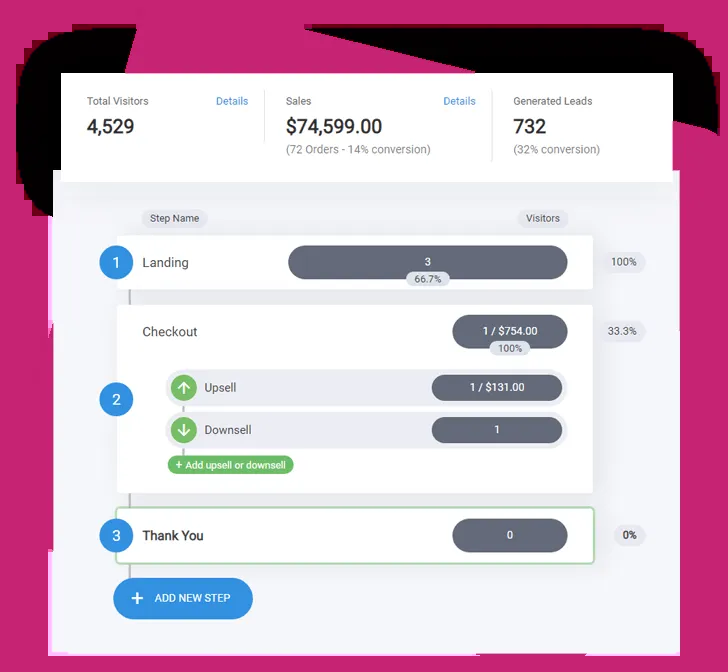 Total Visitors Details
4,529
Sales Details
$74,599.00
(72 Orders - 14% conversion)
Generated Leads
732
(32% conversion)
Step Name Visitors
1 Landing 3 100%
66.7%
Checkout 1 / $754.00 33.3%
100%
2
Upsell 1 / $131.00
Downsell 1
+ Add upsell or downsell
3 Thank You 0 0%
+ ADD NEW STEP